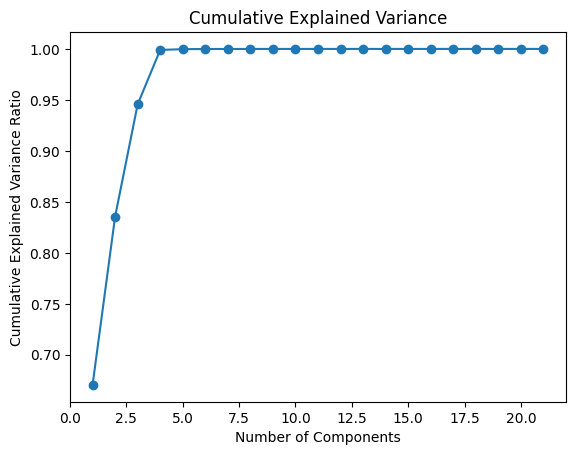 Cumulative Explained Variance
Cumulative Explained Variance Ratio
1.00
0.95
0.90
0.85
0.80
0.75
0.70
0.0 2.5 5.0 7.5 10.0 12.5 15.0 17.5 20.0
Number of Components